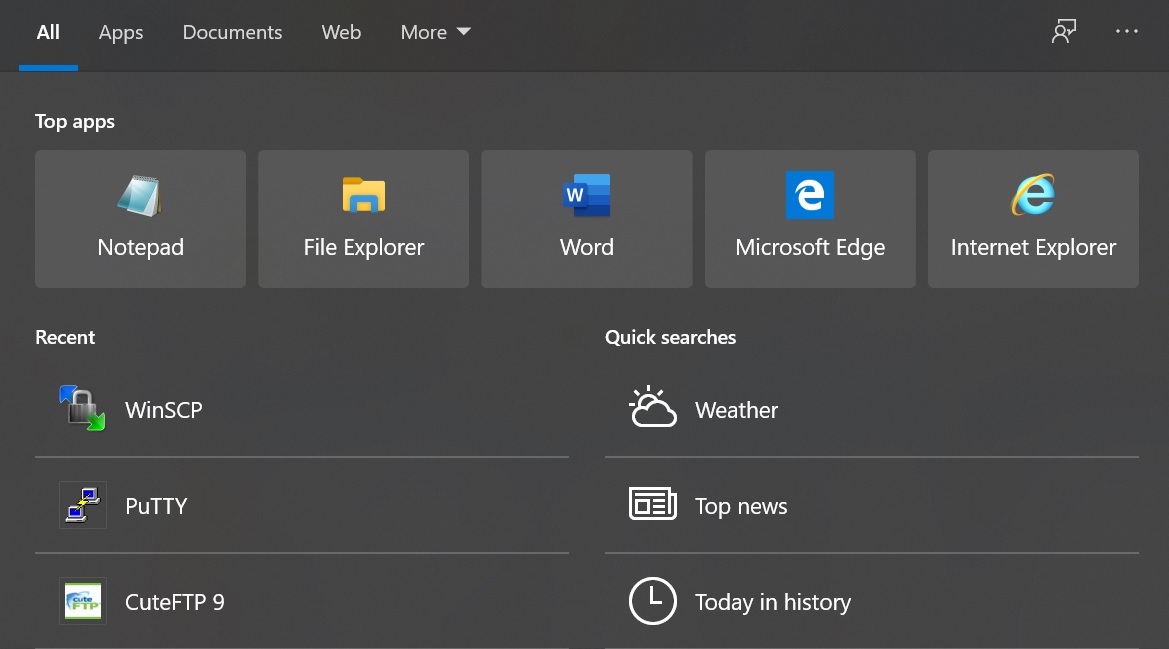 All Apps Documents Web More
Top apps
Notepad File Explorer Word Microsoft Edge Internet Explorer
Recent
WinSCP
PuTTY
CuteFTP 9
Quick searches
Weather
Top news
Today in history